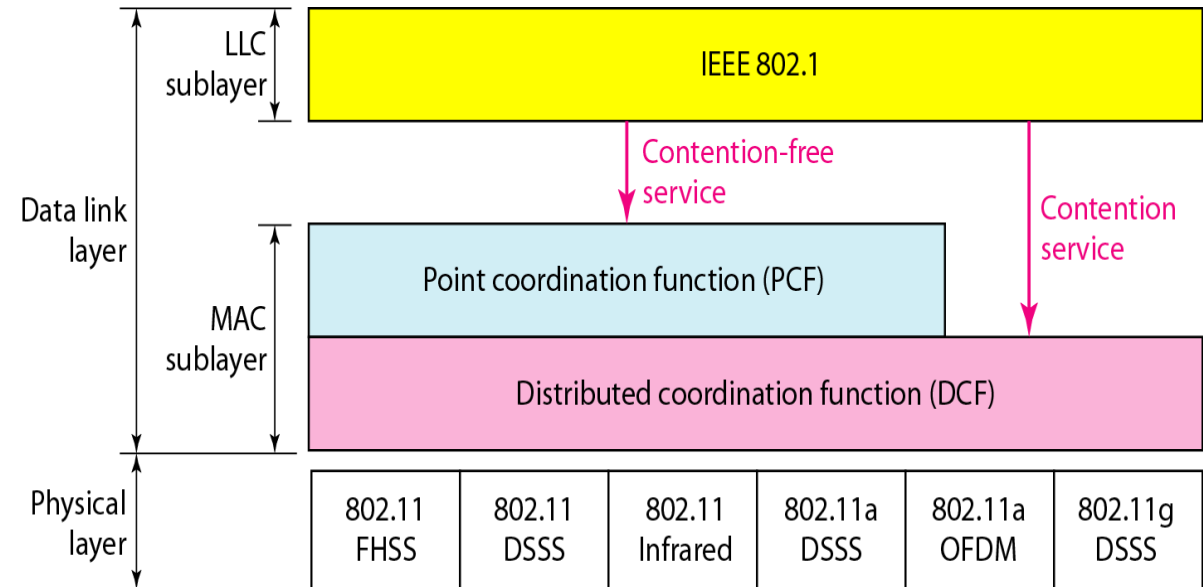 LLC
sublayer
IEEE 802.1
Contention-free
service
Contention
service
Data link
layer
MAC
sublayer
Point coordination function (PCF)
Distributed coordination function (DCF)
Physical
layer
802.11
FHSS
802.11
DSSS
802.11
Infrared
802.11a
DSSS
802.11a
OFDM
802.11g
DSSS